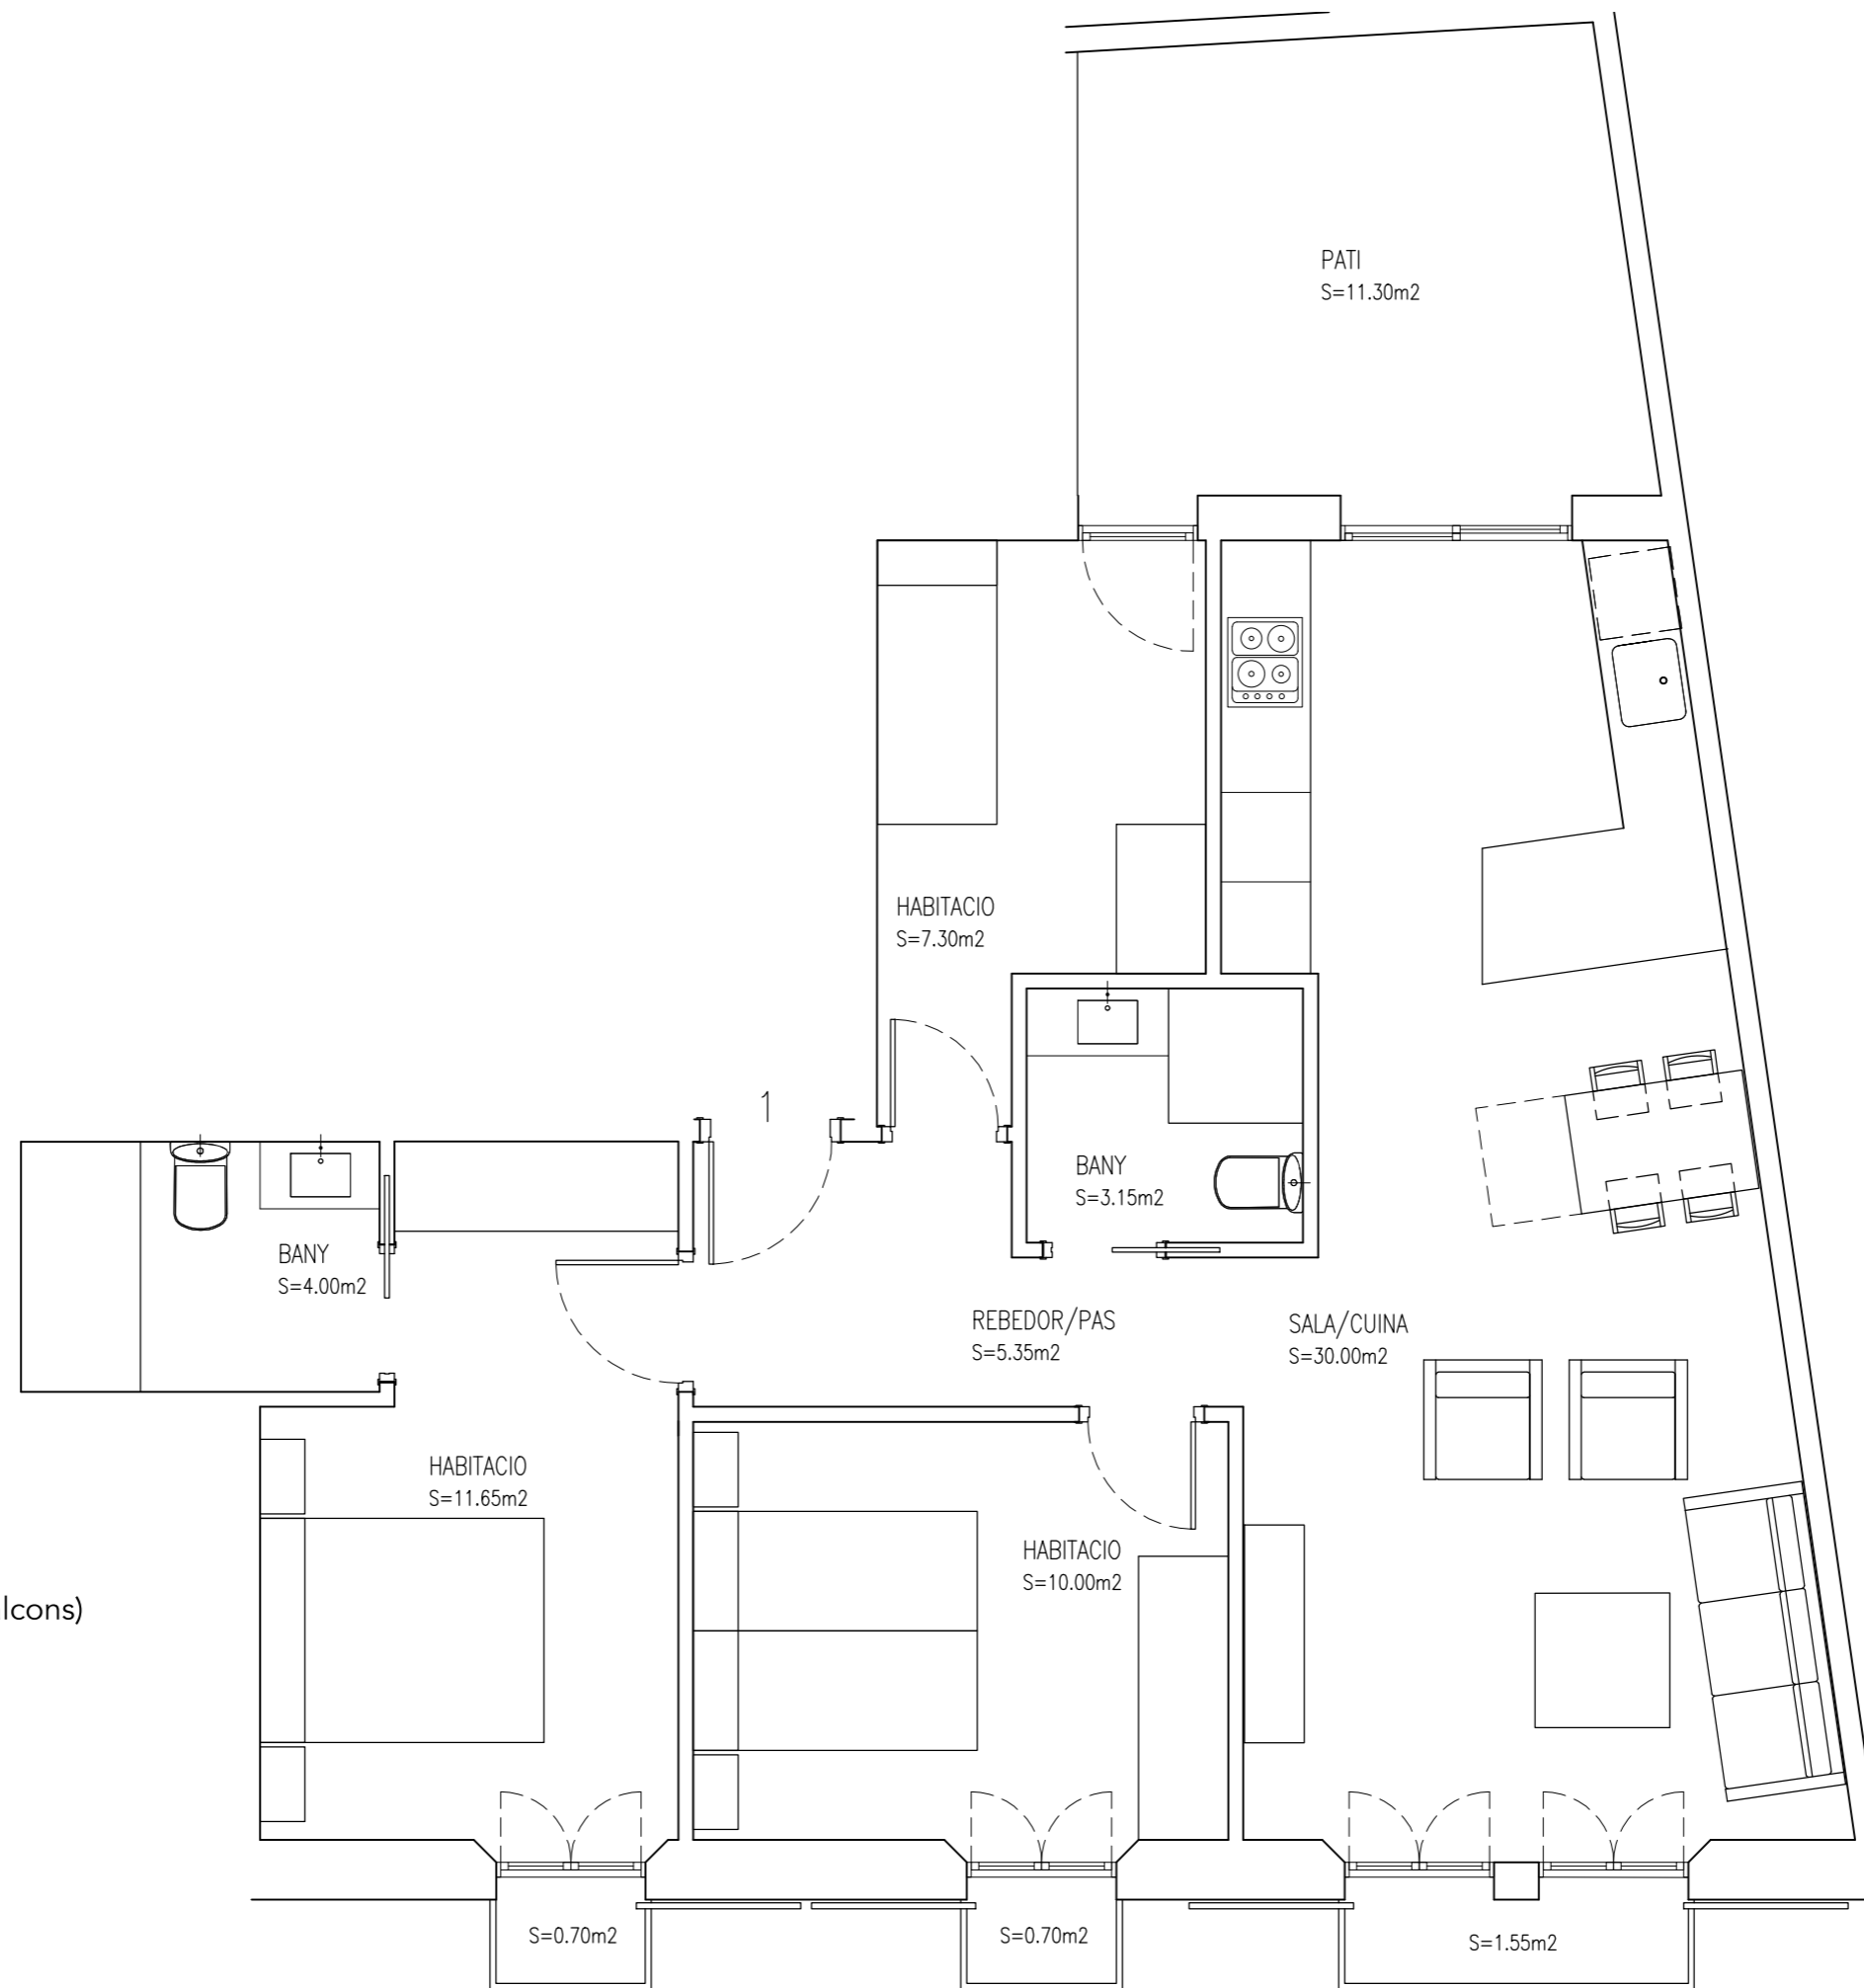 PATI
S=11.30m2
HABITACIO
S=7.30m2
1
BANY
S=3.15m2
BANY
S=4.00m2
REBEDOR/PAS
S=5.35m2
SALA/CUINA
S=30.00m2
HABITACIO
S=11.65m2
HABITACIO
S=10.00m2
lcons)
S=0.70m2
S=0.70m2
S=1.55m2